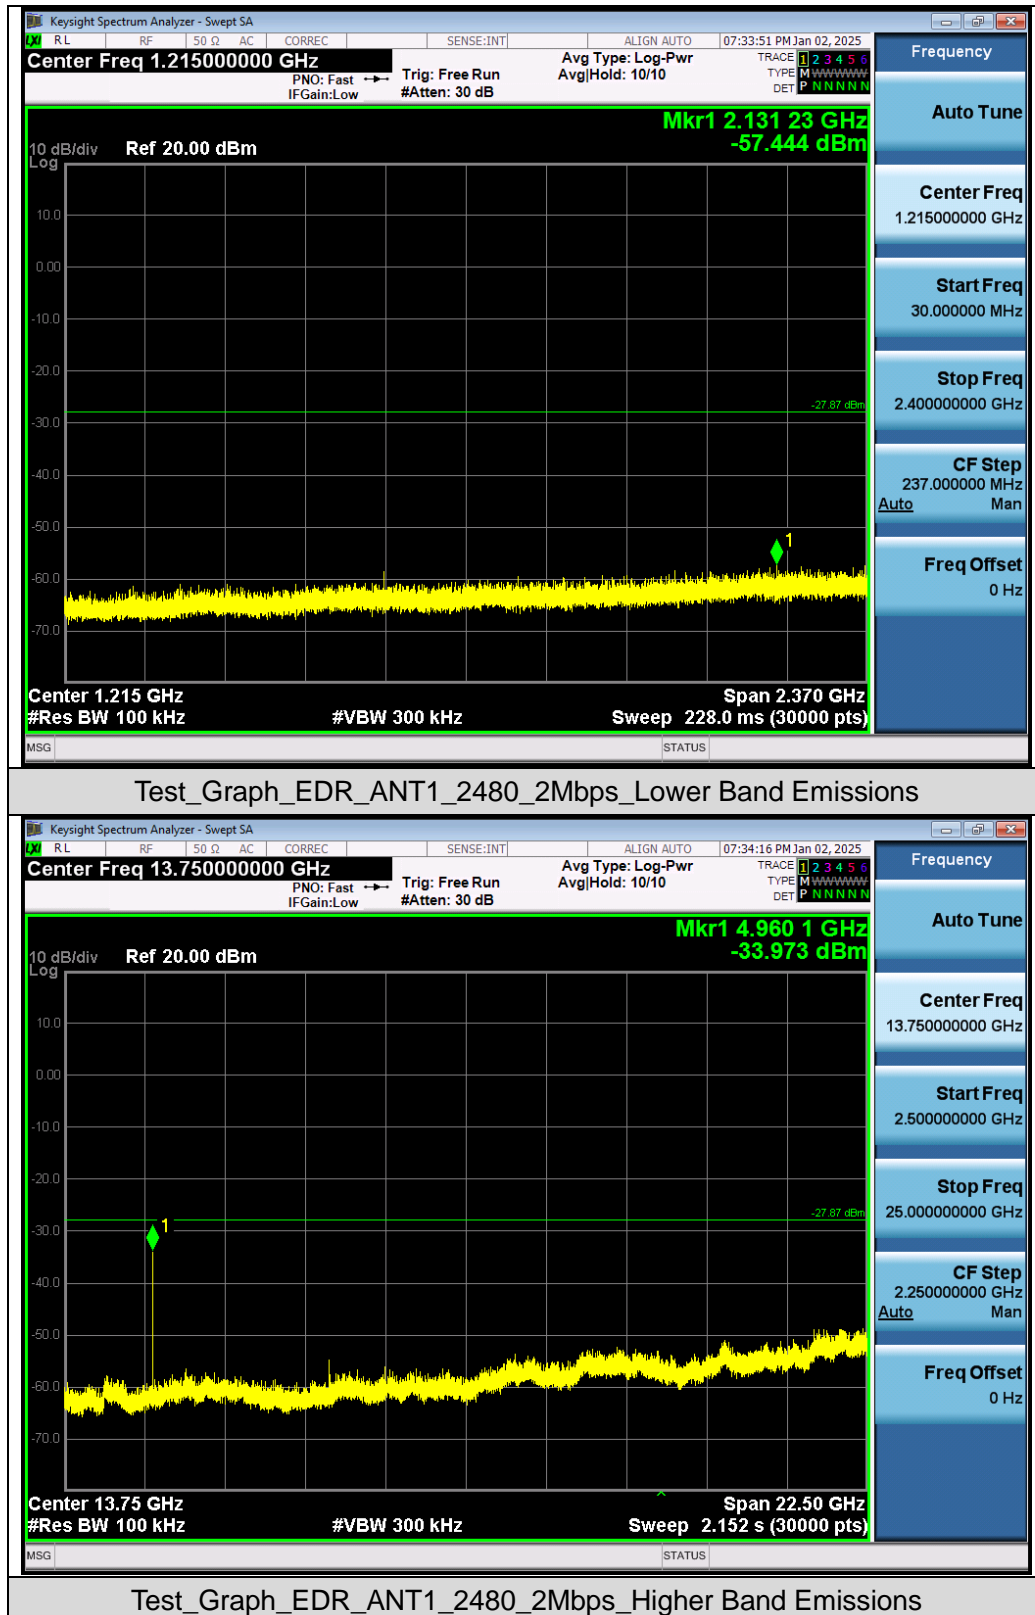 Keysight Spectrum Analyzer - Swept SA
LXI RL RF 50 Ω AC CORREC SENSE:INT ALIGN AUTO 07:33:51 PM Jan 02, 2025
Center Freq 1.215000000 GHz
PNO: Fast
IFGain:Low
Trig: Free Run
#Atten: 30 dB
Avg Type: Log-Pwr
Avg|Hold: 10/10
TRACE 1 2 3 4 5 6
TYPE M WWWWW
DET P N N N N N
Mkr1 2.131 23 GHz
-57.444 dBm
10 dB/div Ref 20.00 dBm
Log
10.0
0.00
-10.0
-20.0
-27.87 dBm
-30.0
-40.0
-50.0
1
-60.0
-70.0
Center 1.215 GHz Span 2.370 GHz
#Res BW 100 kHz #VBW 300 kHz Sweep 228.0 ms (30000 pts)
MSG STATUS
Frequency
Auto Tune
Center Freq
1.215000000 GHz
Start Freq
30.000000 MHz
Stop Freq
2.400000000 GHz
CF Step
237.000000 MHz
Auto Man
Freq Offset
0 Hz
Test_Graph_EDR_ANT1_2480_2Mbps_Lower Band Emissions
Keysight Spectrum Analyzer - Swept SA
LXI RL RF 50 Ω AC CORREC SENSE:INT ALIGN AUTO 07:34:16 PM Jan 02, 2025
Center Freq 13.750000000 GHz
PNO: Fast
IFGain:Low
Trig: Free Run
#Atten: 30 dB
Avg Type: Log-Pwr
Avg|Hold: 10/10
TRACE 1 2 3 4 5 6
TYPE M WWWWW
DET P N N N N N
Mkr1 4.960 1 GHz
-33.973 dBm
10 dB/div Ref 20.00 dBm
Log
10.0
0.00
-10.0
-20.0
-27.87 dBm
1
-30.0
-40.0
-50.0
-60.0
-70.0
Center 13.75 GHz Span 22.50 GHz
#Res BW 100 kHz #VBW 300 kHz Sweep 2.152 s (30000 pts)
MSG STATUS
Frequency
Auto Tune
Center Freq
13.750000000 GHz
Start Freq
2.500000000 GHz
Stop Freq
25.000000000 GHz
CF Step
2.250000000 GHz
Auto Man
Freq Offset
0 Hz
Test_Graph_EDR_ANT1_2480_2Mbps_Higher Band Emissions